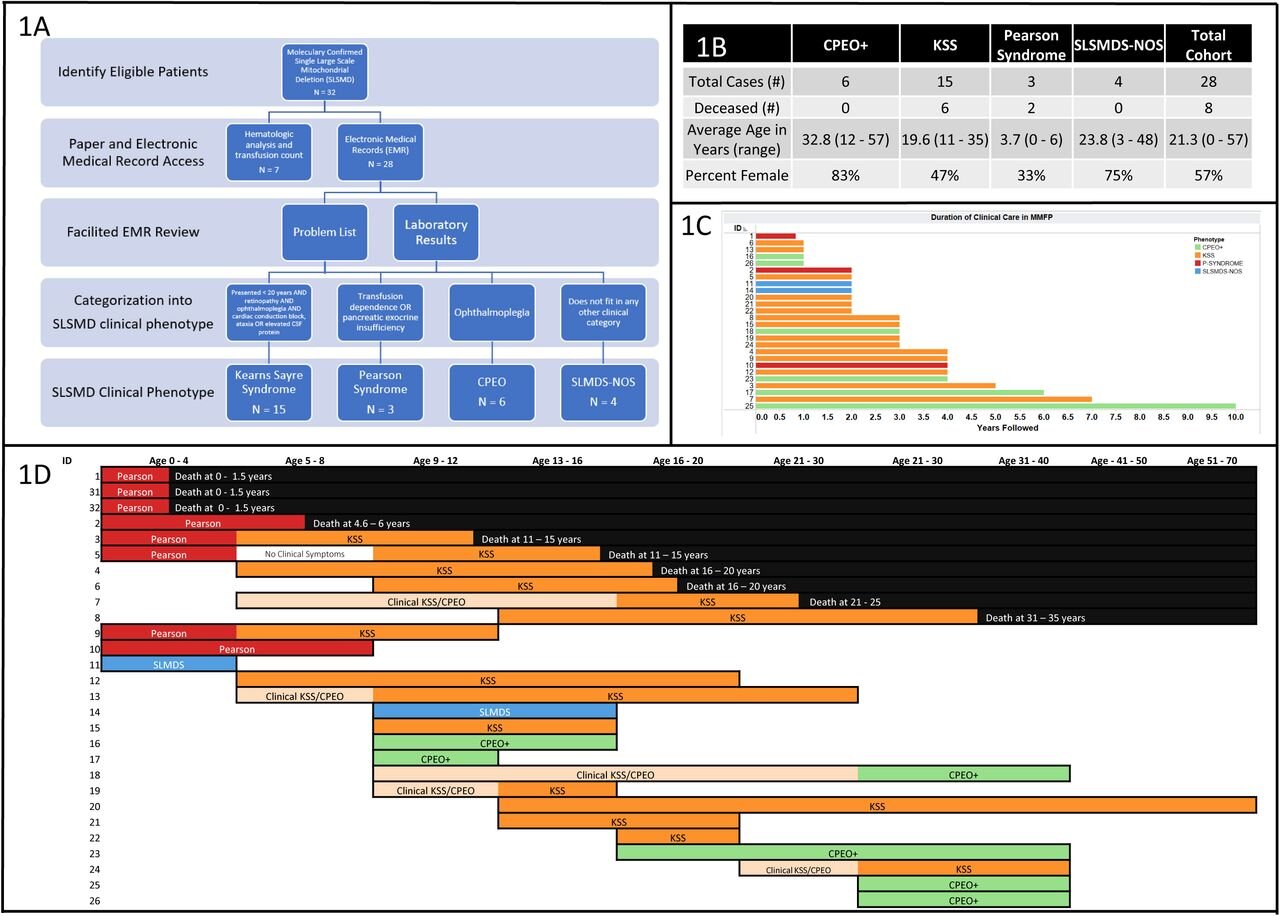 1A
Identify Eligible Patients
Moleculary Confirmed
Single Large Scale
Mitochondrial
Deletion (SLSMD)
N = 32
Paper and Electronic
Medical Record Access
Hematologic
analysis and
transfusion count
N = 7
Electronic Medical
Records (EMR)
N = 28
Facilited EMR Review
Problem List
Laboratory
Results
Categorization into
SLSMD clinical phenotype
Presented < 20 years AND
retinopathy AND
ophthalmoplegia AND
cardiac conduction block,
ataxia OR elevated CSF
protein
Transfusion
dependence OR
pancreatic exocrine
insufficiency
Ophthalmoplegia
Does not fit in any
other clinical
category
SLSMD Clinical Phenotype
Kearns Sayre
Syndrome
N = 15
Pearson
Syndrome
N = 3
CPEO
N = 6
SLMDS-NOS
N = 4
1B CPEO+ KSS Pearson Syndrome SLSMDS-NOS Total Cohort
Total Cases (#) 6 15 3 4 28
Deceased (#) 0 6 2 0 8
Average Age in Years (range) 32.8 (12 - 57) 19.6 (11 - 35) 3.7 (0 - 6) 23.8 (3 - 48) 21.3 (0 - 57)
Percent Female 83% 47% 33% 75% 57%
1C
Duration of Clinical Care in MMFP
ID
1
6
13
16
26
2
5
11
14
20
21
22
8
15
18
19
24
4
9
10
12
23
3
17
7
25
Phenotype
CPEO+
KSS
P-SYNDROME
SLSMDS-NOS
0.0 0.5 1.0 1.5 2.0 2.5 3.0 3.5 4.0 4.5 5.0 5.5 6.0 6.5 7.0 7.5 8.0 8.5 9.0 9.5 10.0
Years Followed
1D
ID Age 0 - 4 Age 5 - 8 Age 9 - 12 Age 13 - 16 Age 16 - 20 Age 21 - 30 Age 21 - 30 Age 31 - 40 Age - 41 - 50 Age 51 - 70
1 Pearson Death at 0 - 1.5 years
31 Pearson Death at 0 - 1.5 years
32 Pearson Death at 0 - 1.5 years
2 Pearson Death at 4.6 – 6 years
3 Pearson KSS Death at 11 – 15 years
5 Pearson No Clinical Symptoms KSS Death at 11 – 15 years
4 KSS Death at 16 – 20 years
6 KSS Death at 16 – 20 years
7 Clinical KSS/CPEO KSS Death at 21 - 25
8 KSS Death at 31 – 35 years
9 Pearson KSS
10 Pearson
11 SLMDS
12 KSS
13 Clinical KSS/CPEO KSS
14 SLMDS
15 KSS
16 CPEO+
17 CPEO+
18 Clinical KSS/CPEO CPEO+
19 Clinical KSS/CPEO KSS
20 KSS
21 KSS
22 KSS
23 CPEO+
24 Clinical KSS/CPEO KSS
25 CPEO+
26 CPEO+